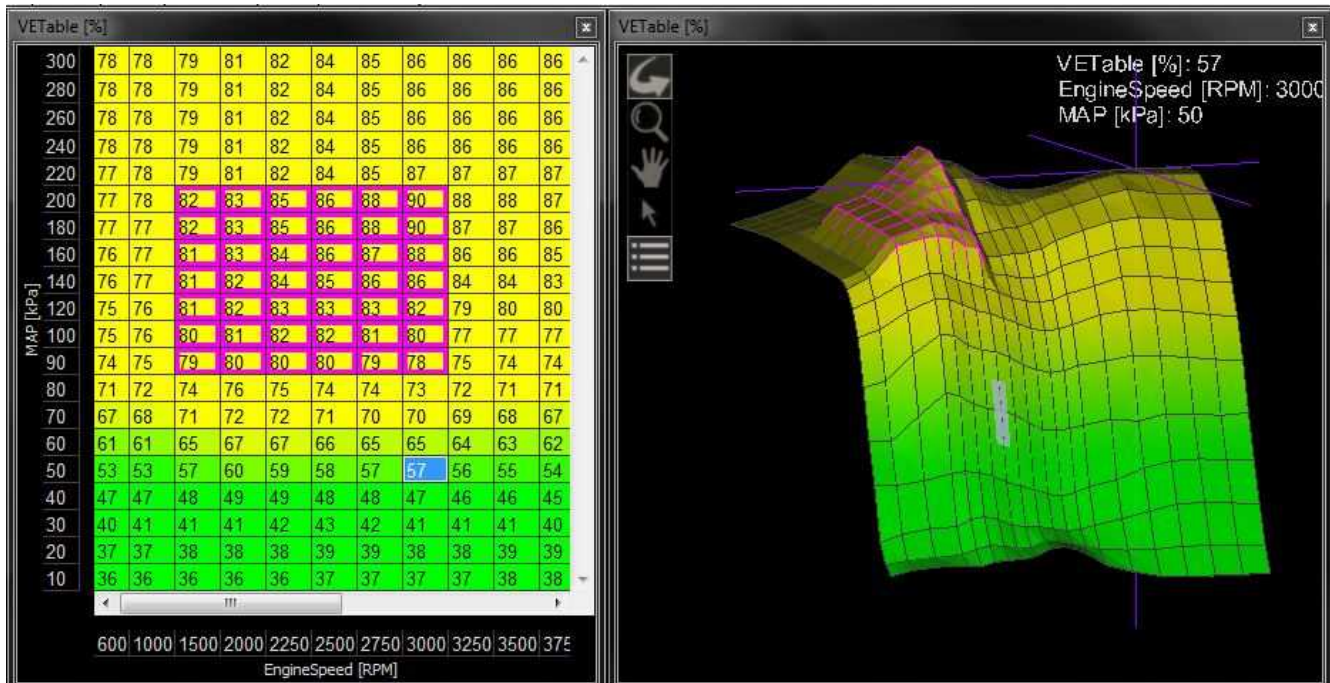 VETable [%]
300 78 78 79 81 82 84 85 86 86 86 86
280 78 78 79 81 82 84 85 86 86 86 86
260 78 78 79 81 82 84 85 86 86 86 86
240 78 78 79 81 82 84 85 86 86 86 86
220 77 78 79 81 82 84 85 87 87 87 87
200 77 78 82 83 85 86 88 90 88 88 87
180 77 77 82 83 85 86 88 90 87 87 86
160 76 77 81 83 84 86 87 88 86 86 85
140 76 77 81 82 84 85 86 86 84 84 83
120 75 76 81 82 83 83 83 82 79 80 80
100 75 76 80 81 82 82 81 80 77 77 77
90 74 75 79 80 80 80 79 78 75 74 74
80 71 72 74 76 75 74 74 73 72 71 71
70 67 68 71 72 72 71 70 70 69 68 67
60 61 61 65 67 67 66 65 65 64 63 62
50 53 53 57 60 59 58 57 57 56 55 54
40 47 47 48 49 49 48 48 47 46 46 45
30 40 41 41 41 42 43 42 41 41 41 40
20 37 37 38 38 38 39 39 38 38 39 39
10 36 36 36 36 36 37 37 37 37 38 38
MAP [kPa]
600 1000 1500 2000 2250 2500 2750 3000 3250 3500 375
EngineSpeed [RPM]
VETable [%]
VETable [%]: 57
EngineSpeed [RPM]: 3000
MAP [kPa]: 50